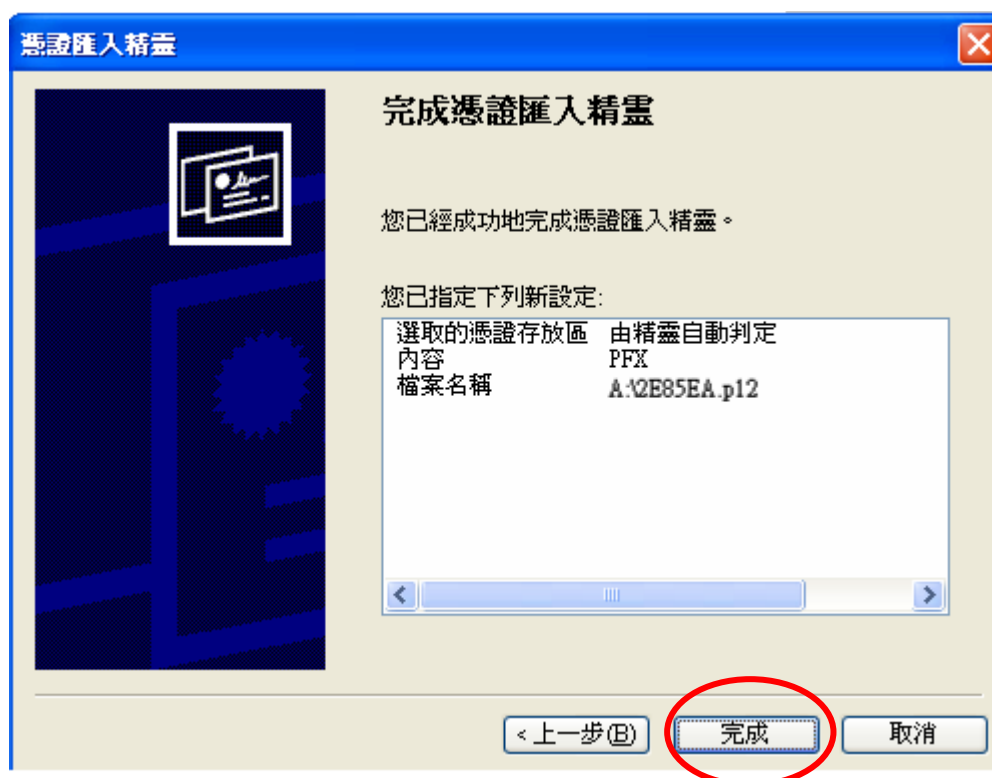 憑證匯入精靈
完成憑證匯入精靈
您已經成功地完成憑證匯入精靈。
您已指定下列新設定:
選取的憑證存放區 由精靈自動判定
內容 PFX
檔案名稱 A:\2E85EA.p12
<上一步(B) 完成 取消